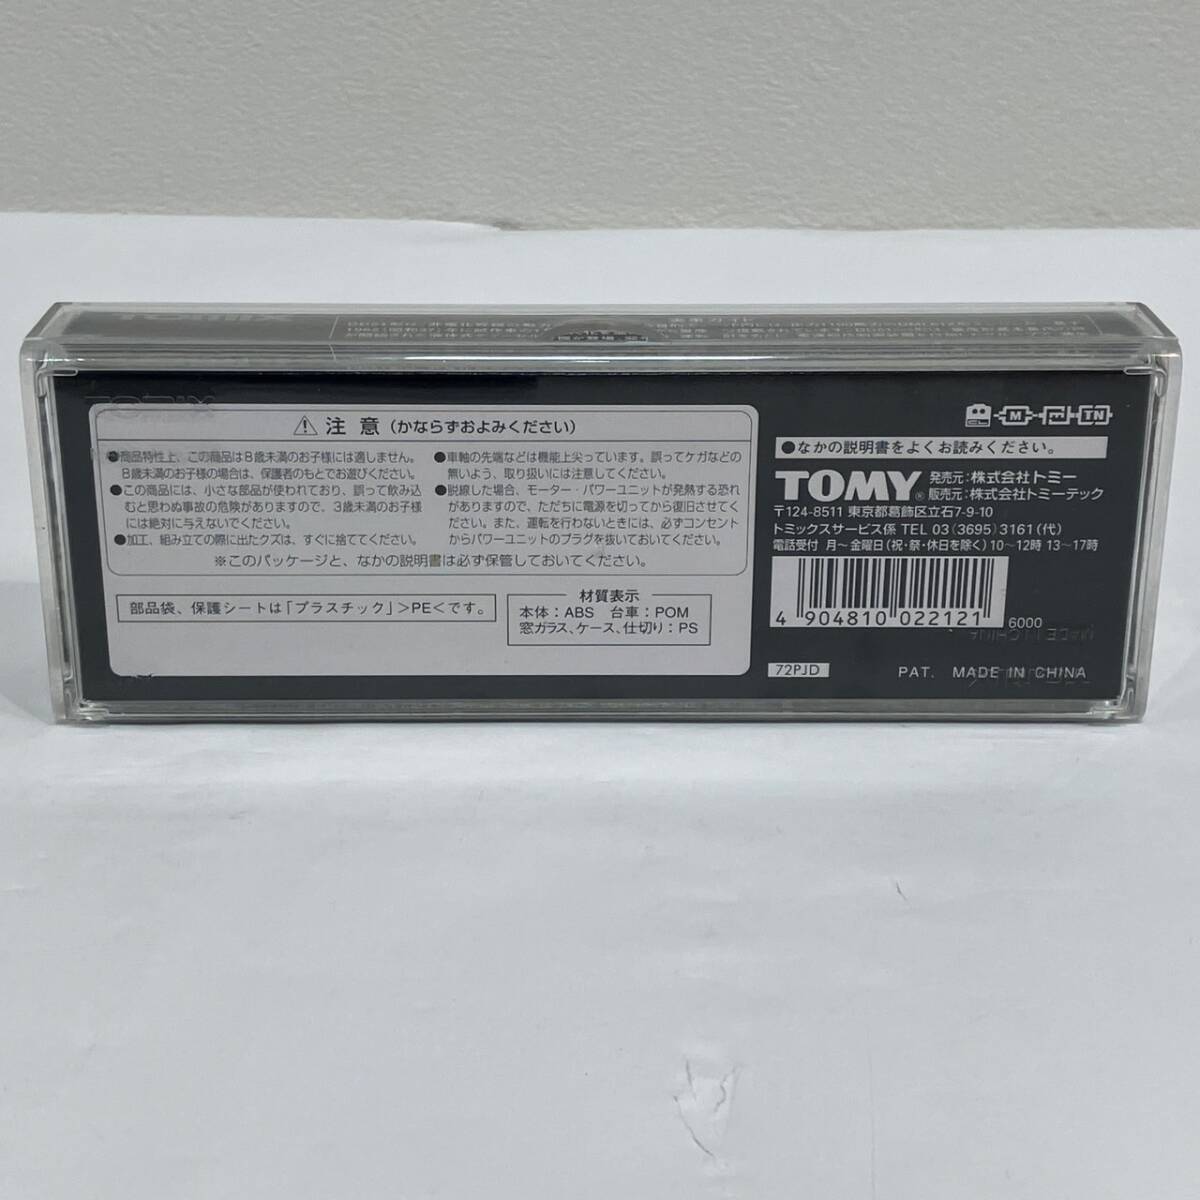 TOMIX
実車ガイド
TOMIX
⚠ 注意(かならずおよみください)
●商品特性上、この商品は8歳未満のお子様には適しません。
8歳未満のお子様の場合は、保護者のもとでお遊びください。
●この商品には、小さな部品が使われており、誤って飲み込
むと思わぬ事故の危険がありますので、3歳未満のお子様
には絶対に与えないでください。
●加工、組み立ての際に出たクズは、すぐに捨ててください。
●車軸の先端などは機能上尖っています。誤ってケガなどの
無いよう、取り扱いには注意してください。
●脱線した場合、モーター・パワーユニットが発熱する恐れ
がありますので、ただちに電源を切ってから復旧させてく
ださい。また、運転を行わないときには、必ずコンセント
からパワーユニットのプラグを抜いておいてください。
※このパッケージと、なかの説明書は必ず保管しておいてください。
部品袋、保護シートは「プラスチック」>PE<です。
材質表示
本体:ABS 台車:POM
窓ガラス、ケース、仕切り:PS
CL M E TN
●なかの説明書をよくお読みください。
TOMY® 発売元:株式会社トミー
販売元:株式会社トミーテック
〒124-8511 東京都葛飾区立石7-9-10
トミックスサービス係 TEL 03(3695)3161(代)
電話受付 月~金曜日(祝・祭・休日を除く)10~12時 13~17時
4 904810 022121
6000
MADE IN CHINA
72PJD
PAT. MADE IN CHINA